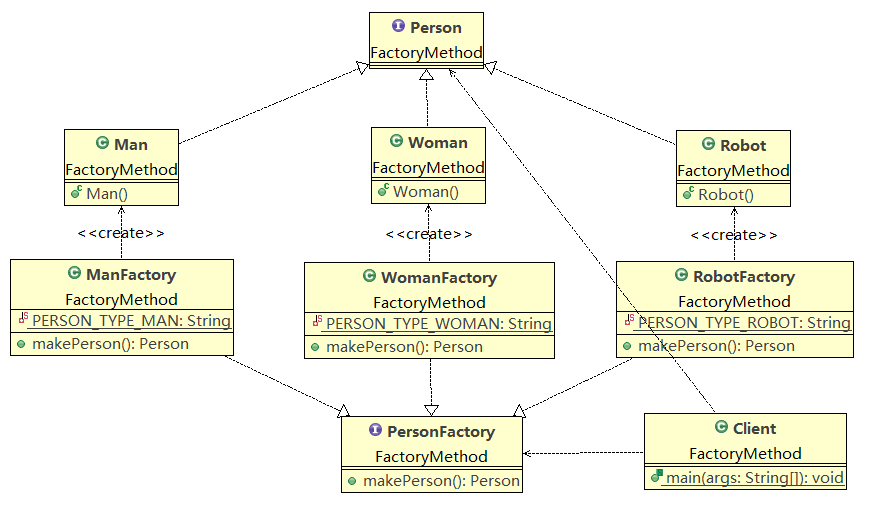 Person
FactoryMethod
Man
FactoryMethod
Man()
Woman
FactoryMethod
Woman()
Robot
FactoryMethod
Robot()
<<create>>
<<create>>
<<create>>
ManFactory
FactoryMethod
PERSON_TYPE_MAN: String
makePerson(): Person
WomanFactory
FactoryMethod
PERSON_TYPE_WOMAN: String
makePerson(): Person
RobotFactory
FactoryMethod
PERSON_TYPE_ROBOT: String
makePerson(): Person
PersonFactory
FactoryMethod
makePerson(): Person
Client
FactoryMethod
main(args: String[]): void